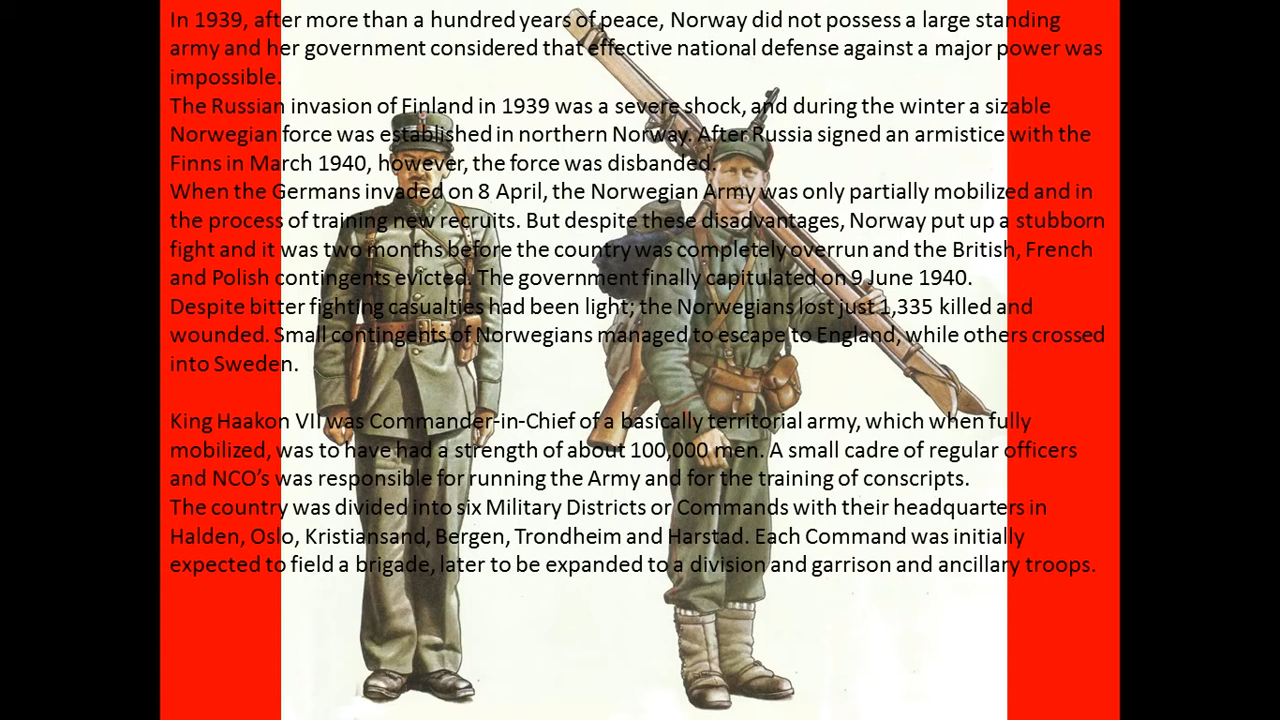 In 1939, after more than a hundred years of peace, Norway did not possess a large standing
army and her government considered that effective national defense against a major power was
impossible.
The Russian invasion of Finland in 1939 was a severe shock, and during the winter a sizable
Norwegian force was established in northern Norway. After Russia signed an armistice with the
Finns in March 1940, however, the force was disbanded.
When the Germans invaded on 8 April, the Norwegian Army was only partially mobilized and in
the process of training new recruits. But despite these disadvantages, Norway put up a stubborn
fight and it was two months before the country was completely overrun and the British, French
and Polish contingents evicted. The government finally capitulated on 9 June 1940.
Despite bitter fighting casualties had been light; the Norwegians lost just 1,335 killed and
wounded. Small contingents of Norwegians managed to escape to England, while others crossed
into Sweden.
King Haakon VII was Commander-in-Chief of a basically territorial army, which when fully
mobilized, was to have had a strength of about 100,000 men. A small cadre of regular officers
and NCO’s was responsible for running the Army and for the training of conscripts.
The country was divided into six Military Districts or Commands with their headquarters in
Halden, Oslo, Kristiansand, Bergen, Trondheim and Harstad. Each Command was initially
expected to field a brigade, later to be expanded to a division and garrison and ancillary troops.